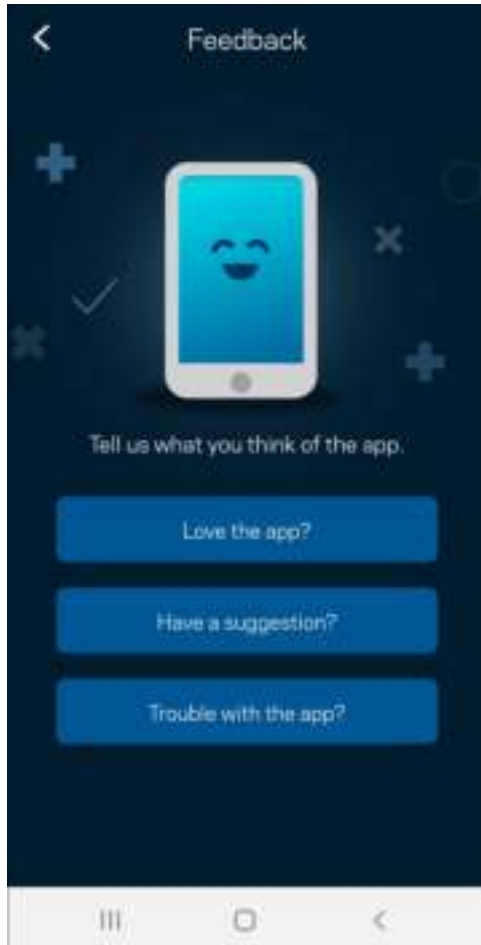 Feedback
Tell us what you think of the app.
Love the app?
Have a suggestion?
Trouble with the app?